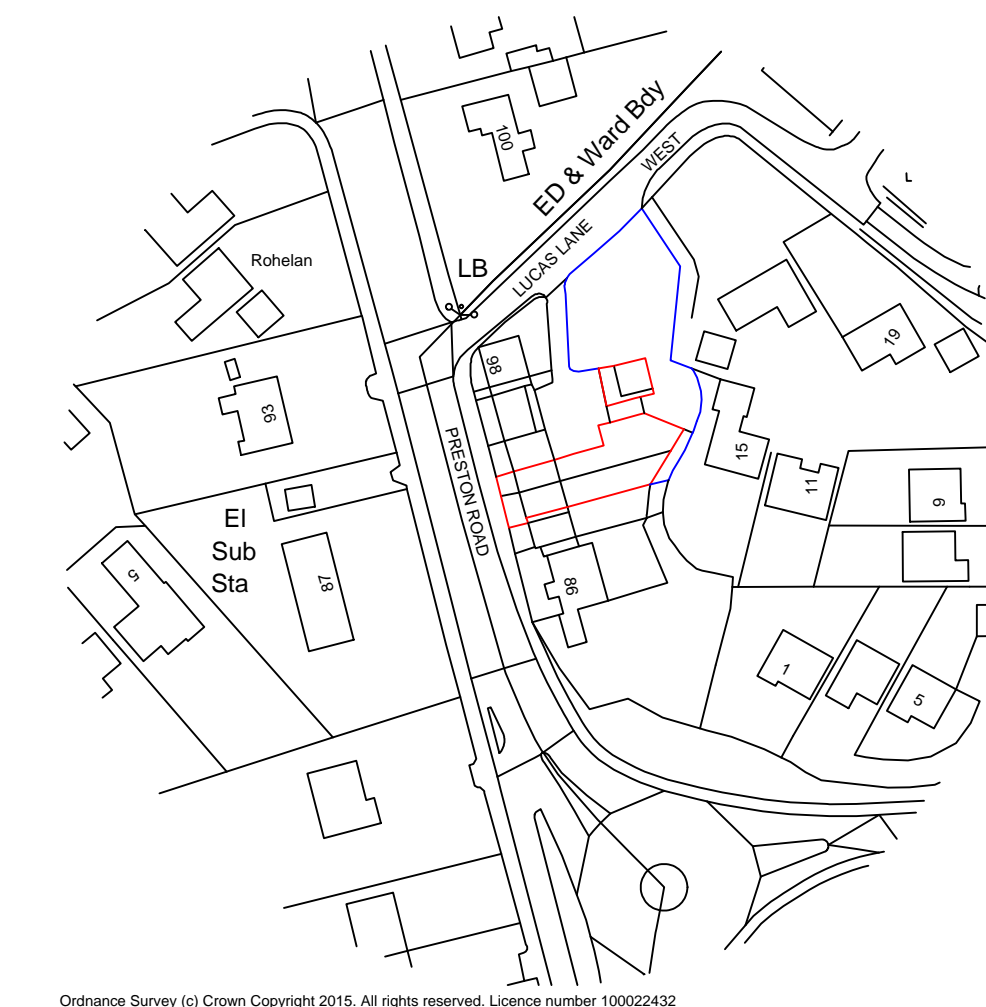 100
ED & Ward Bdy
WEST
LUCAS LANE
LB
Rohelan
98
19
93
PRESTON ROAD
15
11
9
El
Sub
Sta
87
5
86
1
5
Ordnance Survey (c) Crown Copyright 2015. All rights reserved. Licence number 100022432